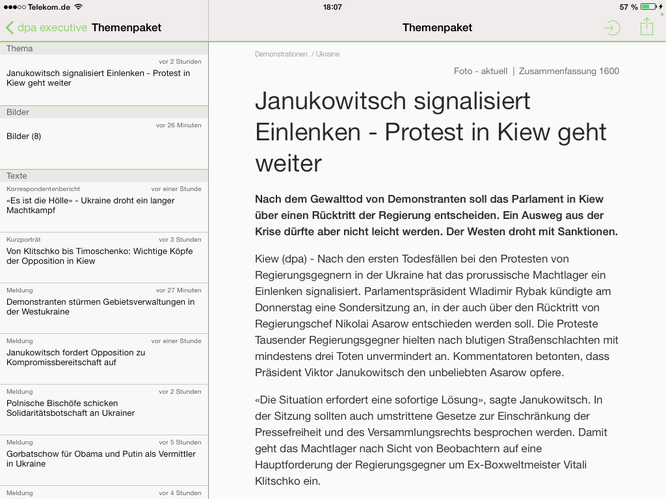 Telekom.de
18:07
57 %
dpa executive
Themenpaket
Themenpaket
Thema
vor 2 Stunden
Janukowitsch signalisiert Einlenken - Protest in
Kiew geht weiter
Bilder
vor 26 Minuten
Bilder (8)
Texte
Korrespondentenbericht
vor einer Stunde
«Es ist die Hölle» - Ukraine droht ein langer
Machtkampf
Kurzporträt
vor 3 Stunden
Von Klitschko bis Timoschenko: Wichtige Köpfe
der Opposition in Kiew
Meldung
vor 27 Minuten
Demonstranten stürmen Gebietsverwaltungen in
der Westukraine
Meldung
vor einer Stunde
Janukowitsch fordert Opposition zu
Kompromissbereitschaft auf
Meldung
vor 2 Stunden
Polnische Bischöfe schicken
Solidaritätsbotschaft an Ukrainer
Meldung
vor 5 Stunden
Gorbatschow für Obama und Putin als Vermittler
in Ukraine
Meldung
vor 4 Stunden
Demonstrationen / Ukraine
Foto - aktuell | Zusammenfassung 1600
Janukowitsch signalisiert
Einlenken - Protest in Kiew geht
weiter
Nach dem Gewalttod von Demonstranten soll das Parlament in Kiew
über einen Rücktritt der Regierung entscheiden. Ein Ausweg aus der
Krise dürfte aber nicht leicht werden. Der Westen droht mit Sanktionen.
Kiew (dpa) - Nach den ersten Todesfällen bei den Protesten von
Regierungsgegnern in der Ukraine hat das prorussische Machtlager ein
Einlenken signalisiert. Parlamentspräsident Wladimir Rybak kündigte am
Donnerstag eine Sondersitzung an, in der auch über den Rücktritt von
Regierungschef Nikolai Asarow entschieden werden soll. Die Proteste
Tausender Regierungsgegner hielten nach blutigen Straßenschlachten mit
mindestens drei Toten unvermindert an. Kommentatoren betonten, dass
Präsident Viktor Janukowitsch den unbeliebten Asarow opfere.
«Die Situation erfordert eine sofortige Lösung», sagte Janukowitsch. In
der Sitzung sollten auch umstrittene Gesetze zur Einschränkung der
Pressefreiheit und des Versammlungsrechts besprochen werden. Damit
geht das Machtlager nach Sicht von Beobachtern auf eine
Hauptforderung der Regierungsgegner um Ex-Boxweltmeister Vitali
Klitschko ein.